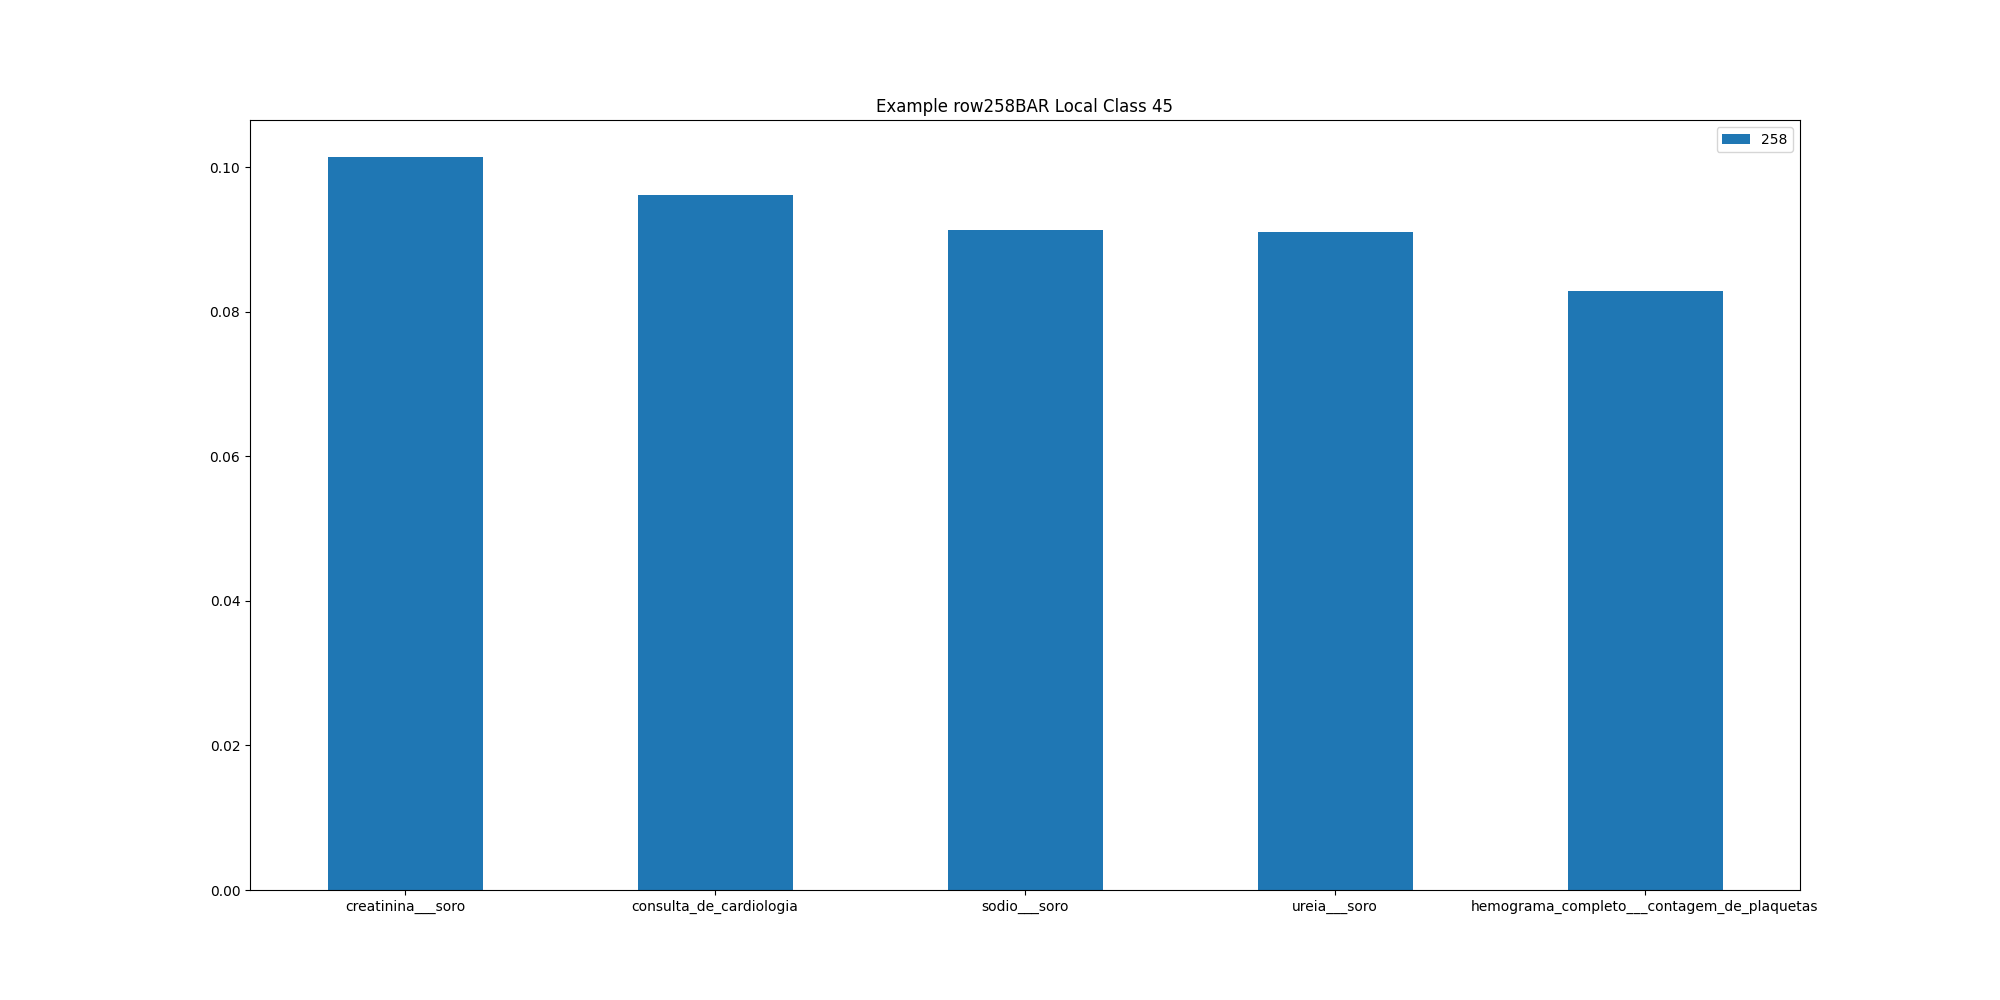 Example row258BAR Local Class 45
258
0.10
0.08
0.06
0.04
0.02
0.00
creatinina___soro
consulta_de_cardiologia
sodio___soro
ureia___soro
hemograma_completo___contagem_de_plaquetas